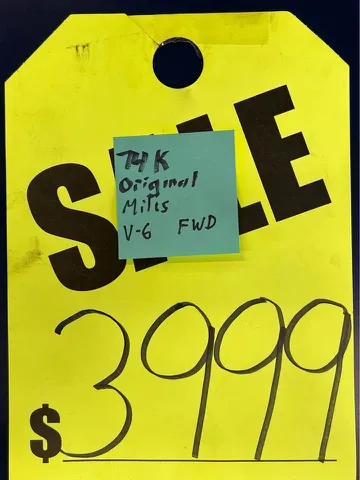 SALE
74K
Original
Miles
V-6 FWD
$3999